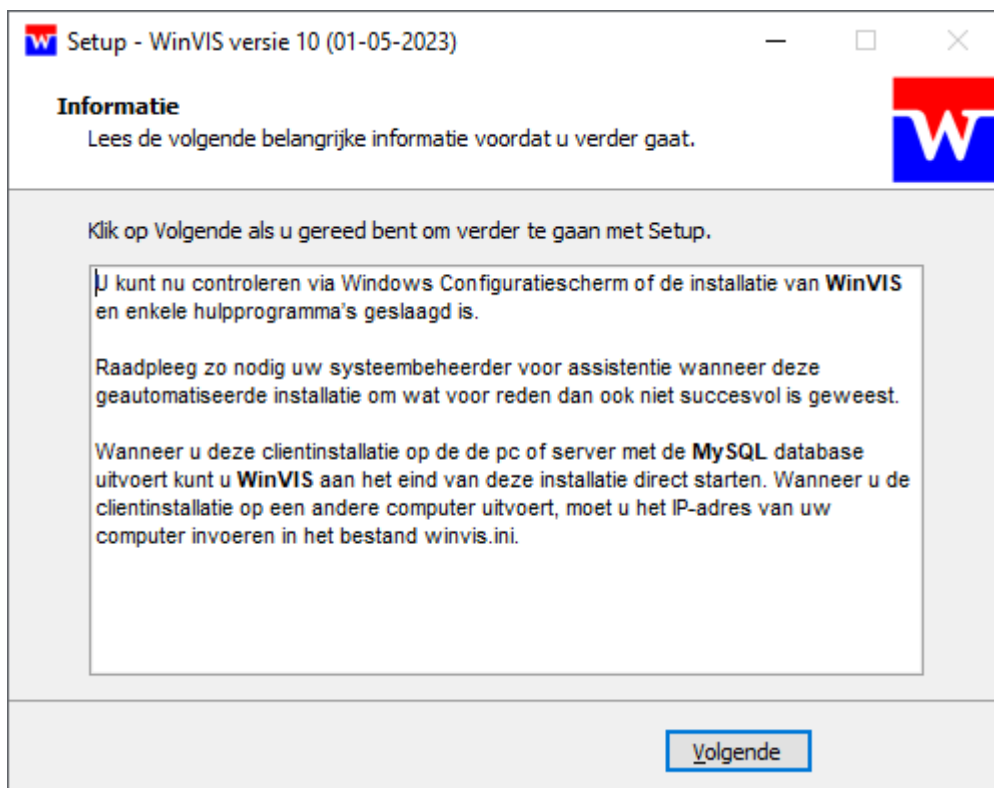 W Setup - WinVIS versie 10 (01-05-2023)
Informatie
Lees de volgende belangrijke informatie voordat u verder gaat.
W
Klik op Volgende als u gereed bent om verder te gaan met Setup.
U kunt nu controleren via Windows Configuratiescherm of de installatie van WinVIS
en enkele hulpprogramma's geslaagd is.
Raadpleeg zo nodig uw systeembeheerder voor assistentie wanneer deze
geautomatiseerde installatie om wat voor reden dan ook niet succesvol is geweest.
Wanneer u deze clientinstallatie op de de pc of server met de MySQL database
uitvoert kunt u WinVIS aan het eind van deze installatie direct starten. Wanneer u de
clientinstallatie op een andere computer uitvoert, moet u het IP-adres van uw
computer invoeren in het bestand winvis.ini.
Volgende